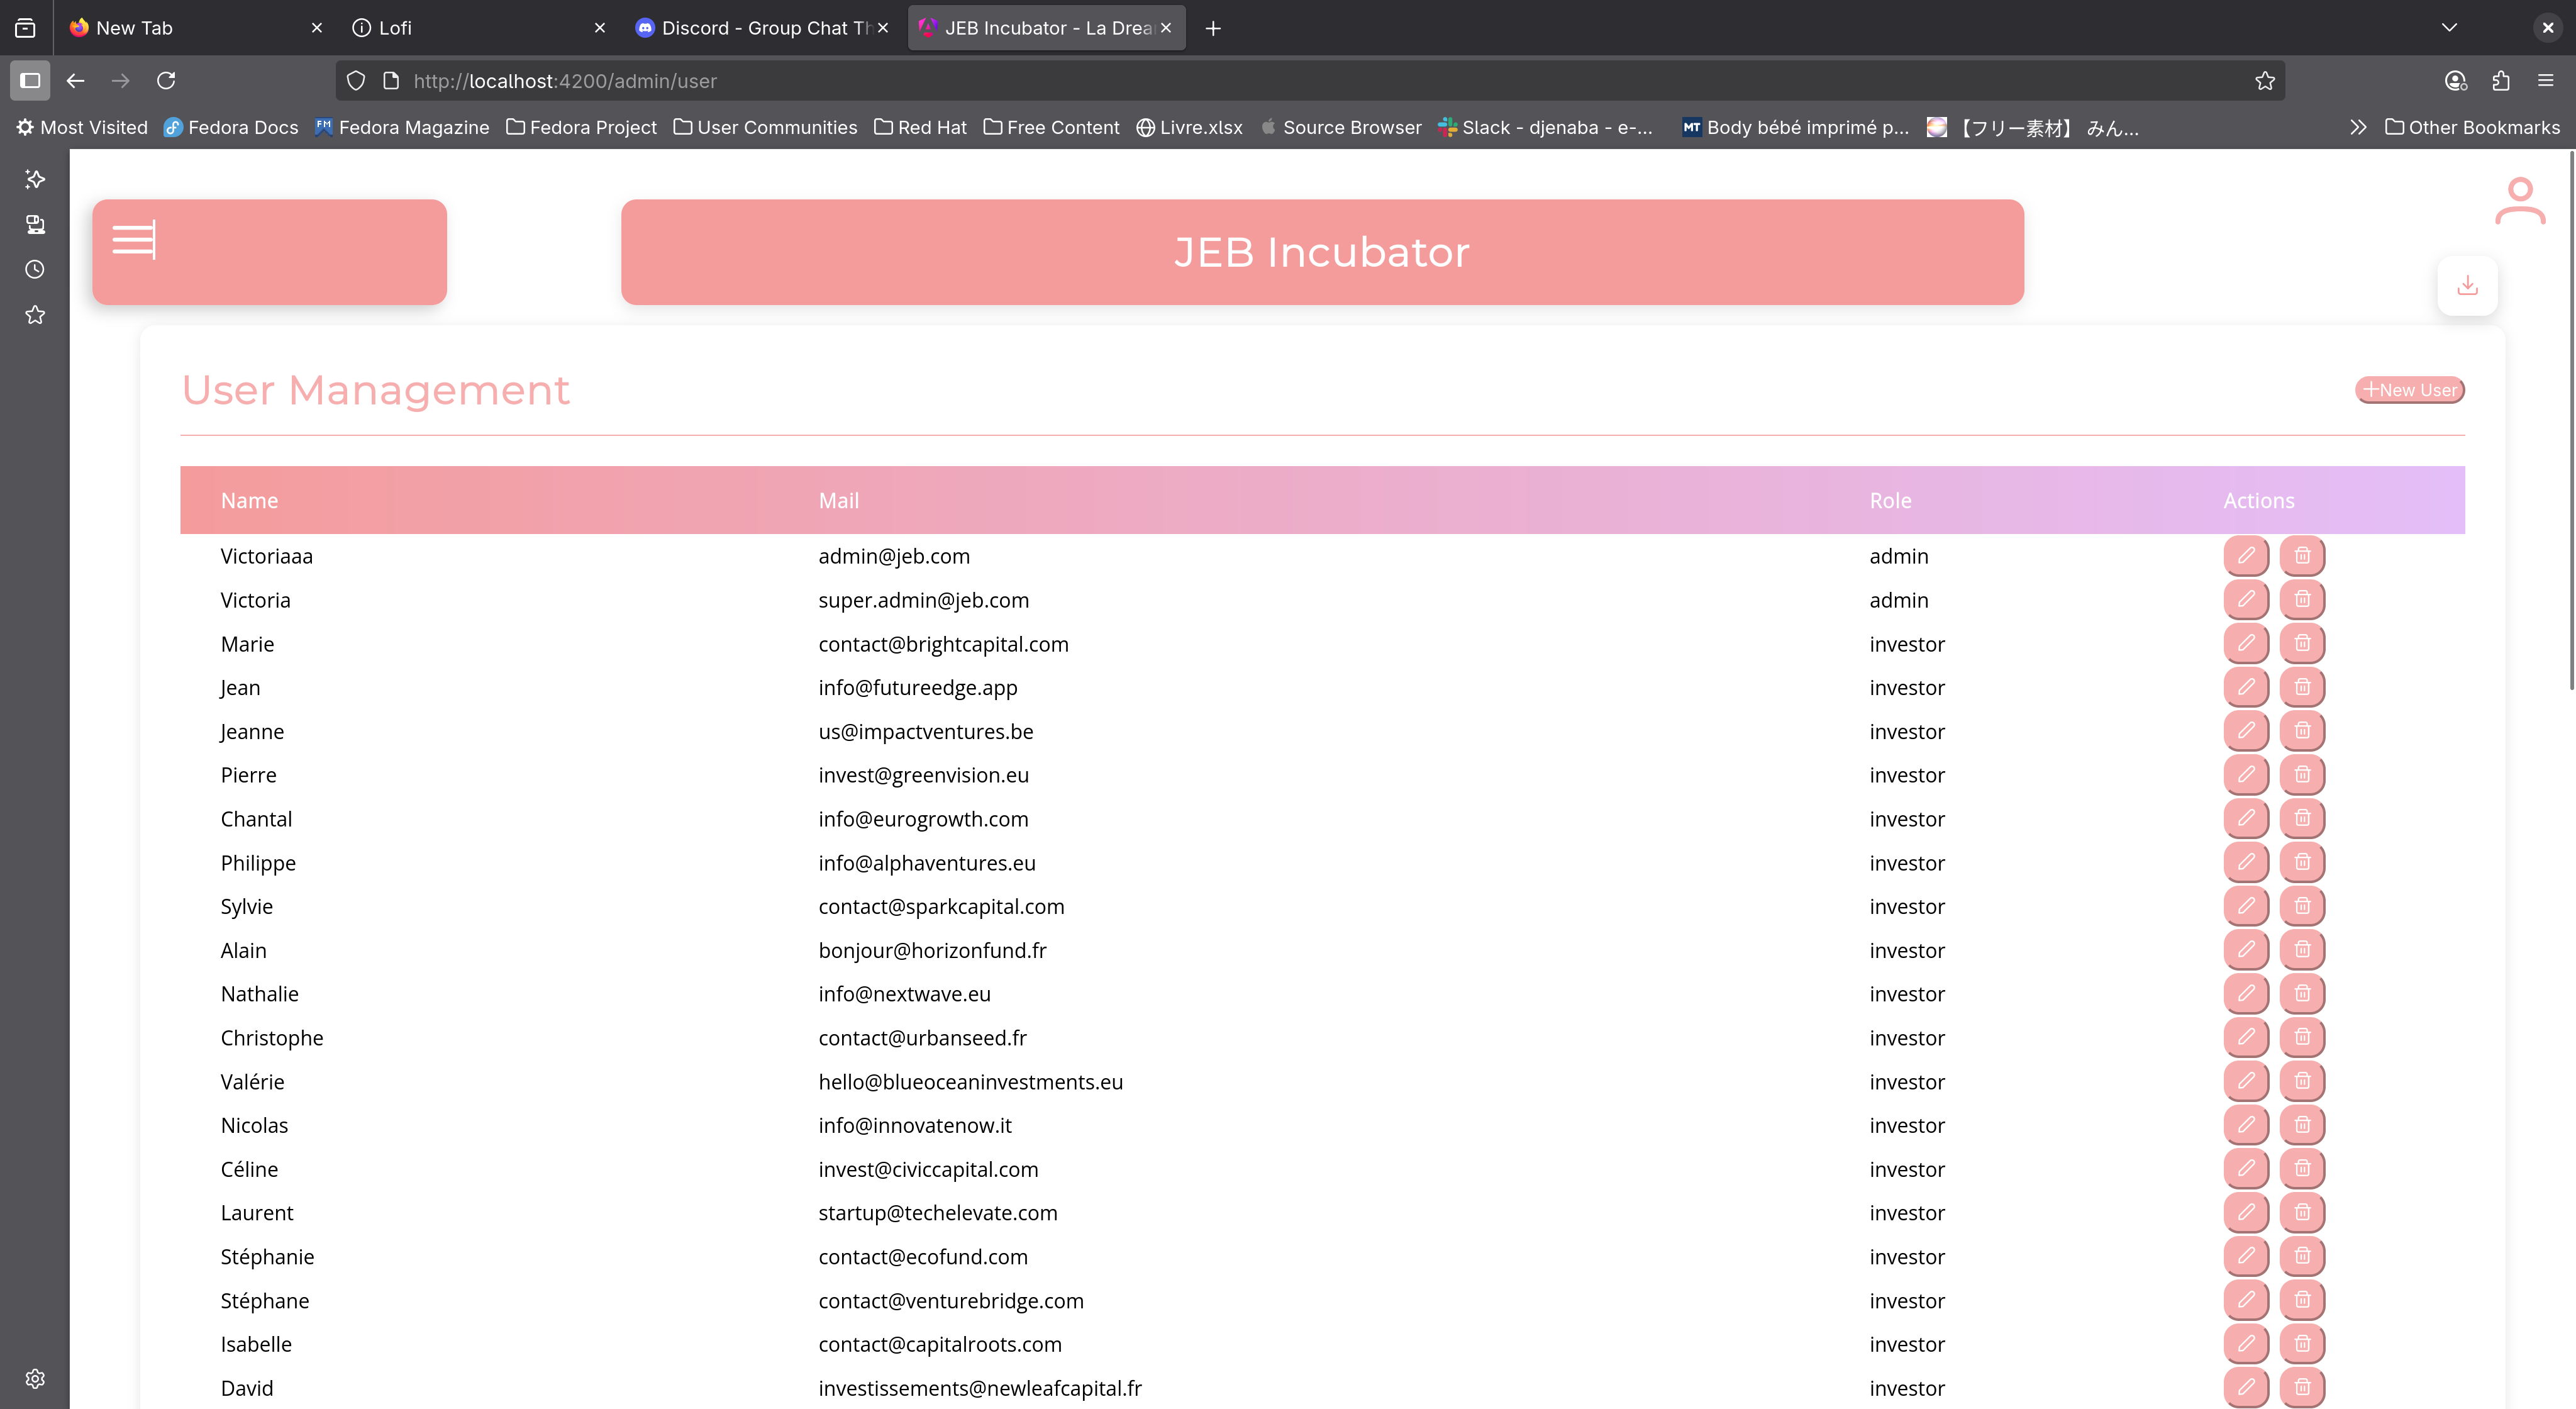 New Tab
Lofi
Discord - Group Chat Th
JEB Incubator - La Drea
http://localhost:4200/admin/user
Most Visited Fedora Docs Fedora Magazine Fedora Project User Communities Red Hat Free Content Livre.xlsx Source Browser Slack - djenaba - e-... Body bébé imprimé p... 【フリー素材】 みん... Other Bookmarks
JEB Incubator
User Management
New User
Name Mail Role Actions
Victoriaaa admin@jeb.com admin
Victoria super.admin@jeb.com admin
Marie contact@brightcapital.com investor
Jean info@futureedge.app investor
Jeanne us@impactventures.be investor
Pierre invest@greenvision.eu investor
Chantal info@eurogrowth.com investor
Philippe info@alphaventures.eu investor
Sylvie contact@sparkcapital.com investor
Alain bonjour@horizonfund.fr investor
Nathalie info@nextwave.eu investor
Christophe contact@urbanseed.fr investor
Valérie hello@blueoceaninvestments.eu investor
Nicolas info@innovatenow.it investor
Céline invest@civiccapital.com investor
Laurent startup@techelevate.com investor
Stéphanie contact@ecofund.com investor
Stéphane contact@venturebridge.com investor
Isabelle contact@capitalroots.com investor
David investissements@newleafcapital.fr investor